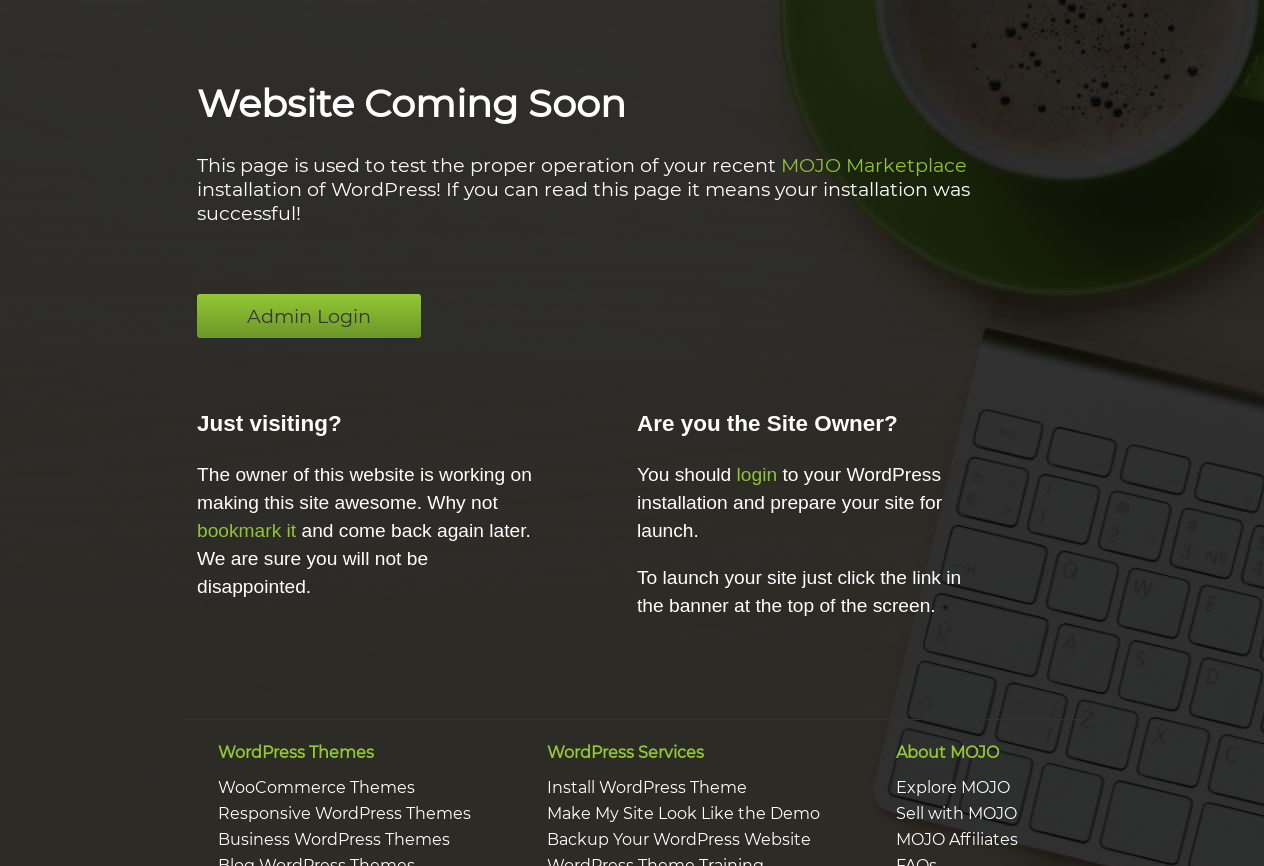 Website Coming Soon
This page is used to test the proper operation of your recent MOJO Marketplace
installation of WordPress! If you can read this page it means your installation was
successful!
Admin Login
Just visiting?
The owner of this website is working on
making this site awesome. Why not
bookmark it and come back again later.
We are sure you will not be
disappointed.
Are you the Site Owner?
You should login to your WordPress
installation and prepare your site for
launch.
To launch your site just click the link in
the banner at the top of the screen.
WordPress Themes
WooCommerce Themes
Responsive WordPress Themes
Business WordPress Themes
Blog WordPress Themes
WordPress Services
Install WordPress Theme
Make My Site Look Like the Demo
Backup Your WordPress Website
WordPress Theme Training
About MOJO
Explore MOJO
Sell with MOJO
MOJO Affiliates
FAQs